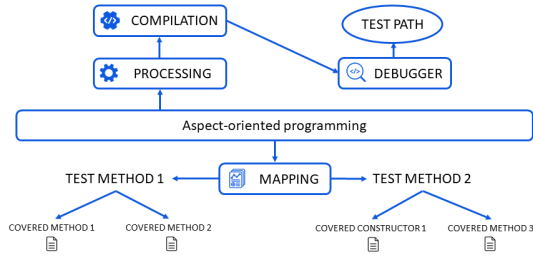 COMPILATION
TEST PATH
PROCESSING
DEBUGGER
Aspect-oriented programming
TEST METHOD 1
MAPPING
TEST METHOD 2
COVERED METHOD 1
COVERED METHOD 2
COVERED CONSTRUCTOR 1
COVERED METHOD 3